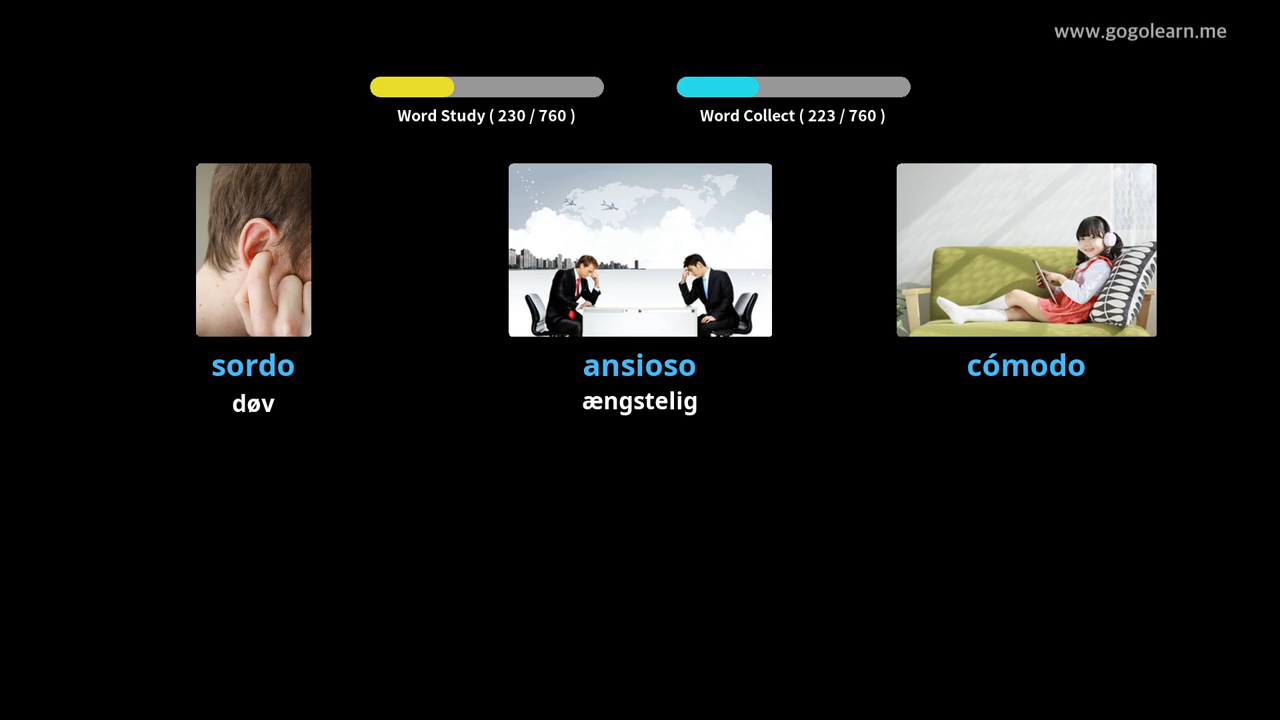 www.gogolearn.me
Word Study ( 230 / 760 )
Word Collect ( 223 / 760 )
sordo
døv
ansioso
ængstelig
cómodo